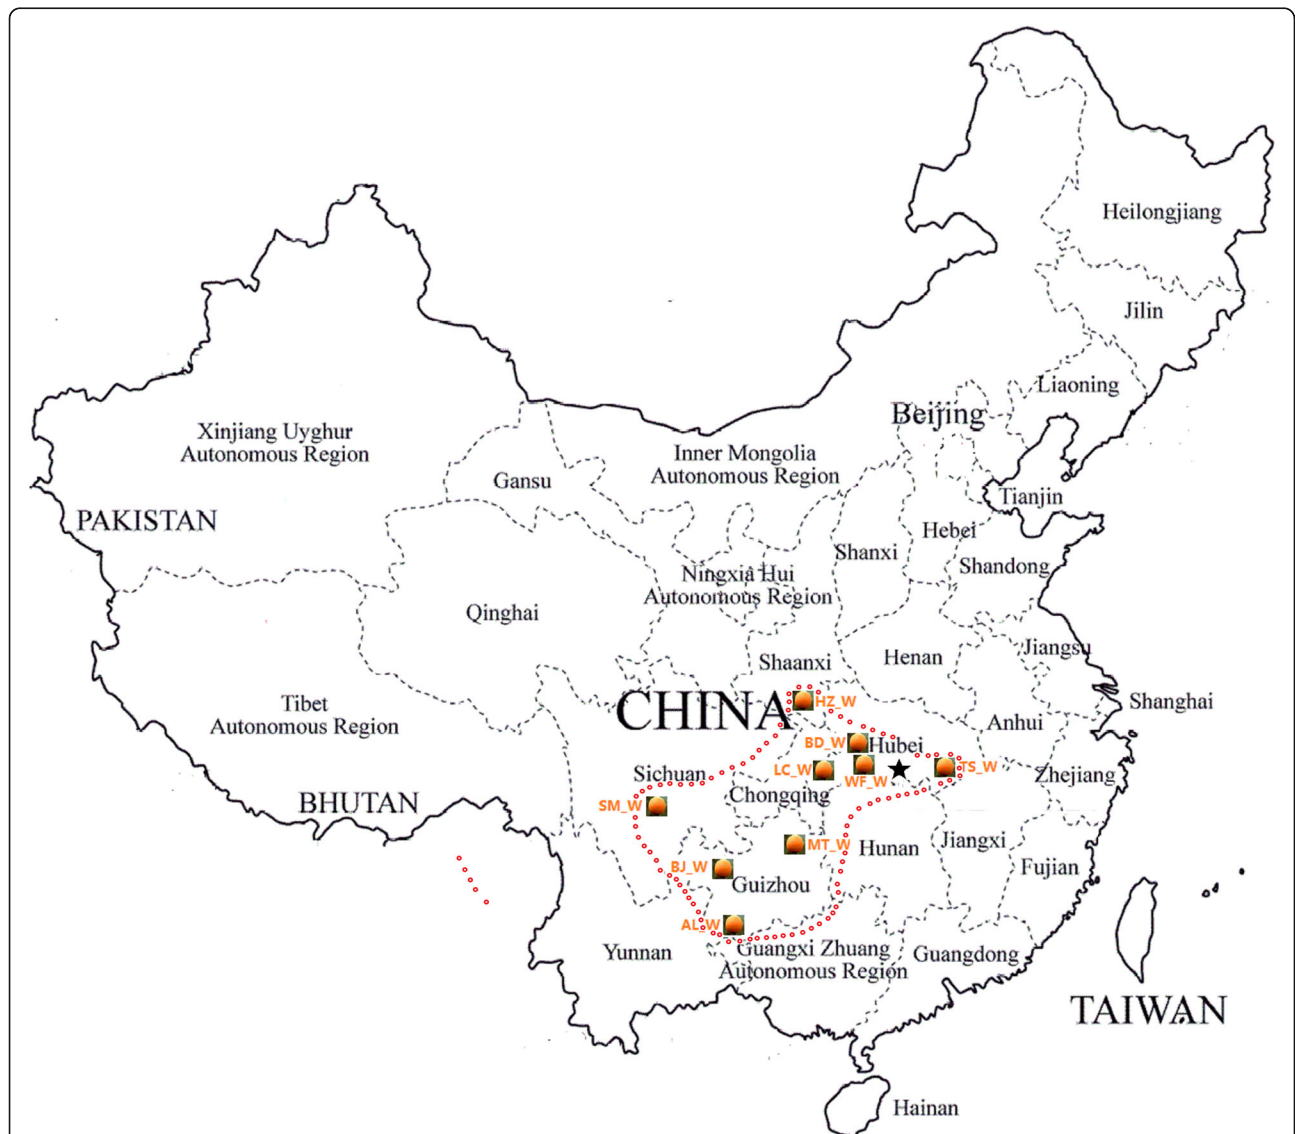 Heilongjiang
Jilin
Liaoning
Beijing
Xinjiang Uyghur
Autonomous Region
Inner Mongolia
Autonomous Region
Gansu
Tianjin
PAKISTAN
Hebei
Shanxi
Shandong
Ningxia Hui
Autonomous Region
Qinghai
Jiangsu
Henan
Shaanxi
Tibet
Autonomous Region
CHINA
HZ_W
Shanghai
Anhui
BD_W
Hubei
Sichuan
LC_W
WF_W
TS_W
Zhejiang
Chongqing
BHUTAN
SM_W
MT_W
Hunan
Jiangxi
BJ_W
Guizhou
Fujian
AL_W
Yunnan
Guangxi Zhuang
Autonomous Region
Guangdong
TAIWAN
Hainan